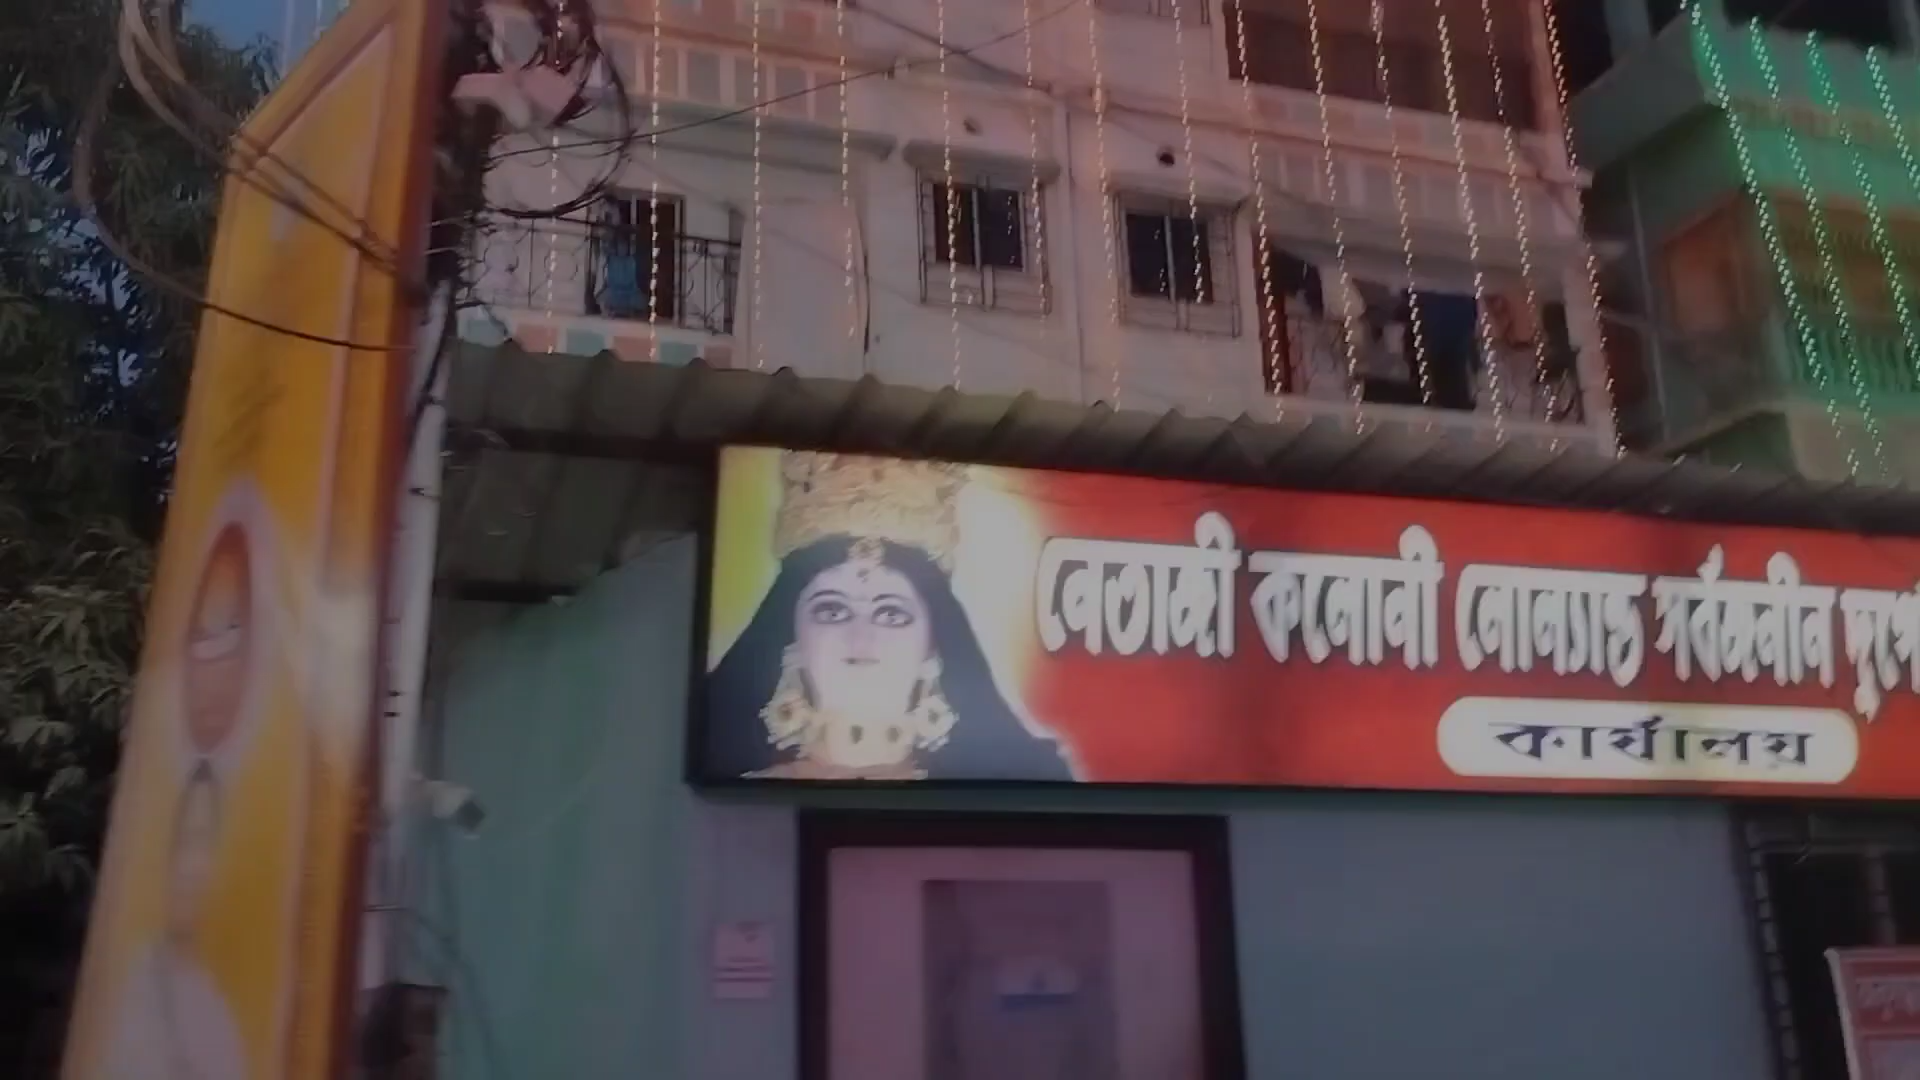 নেতাজী কলোনী লোল্যান্ড সর্বজনীন
কার্যালয়